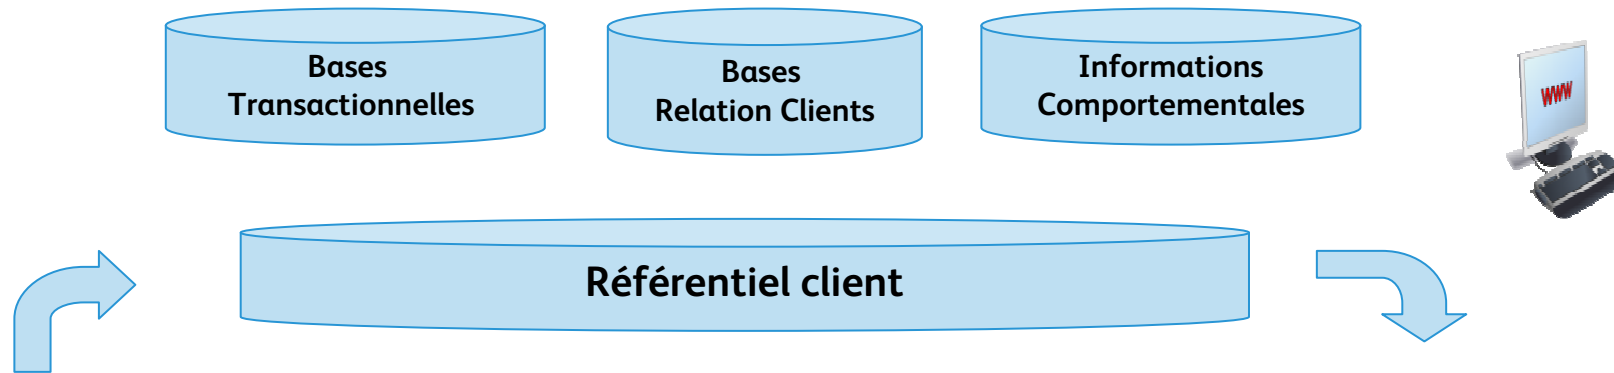 Bases
Transactionnelles
Bases
Relation Clients
Informations
Comportementales
WWW
Référentiel client